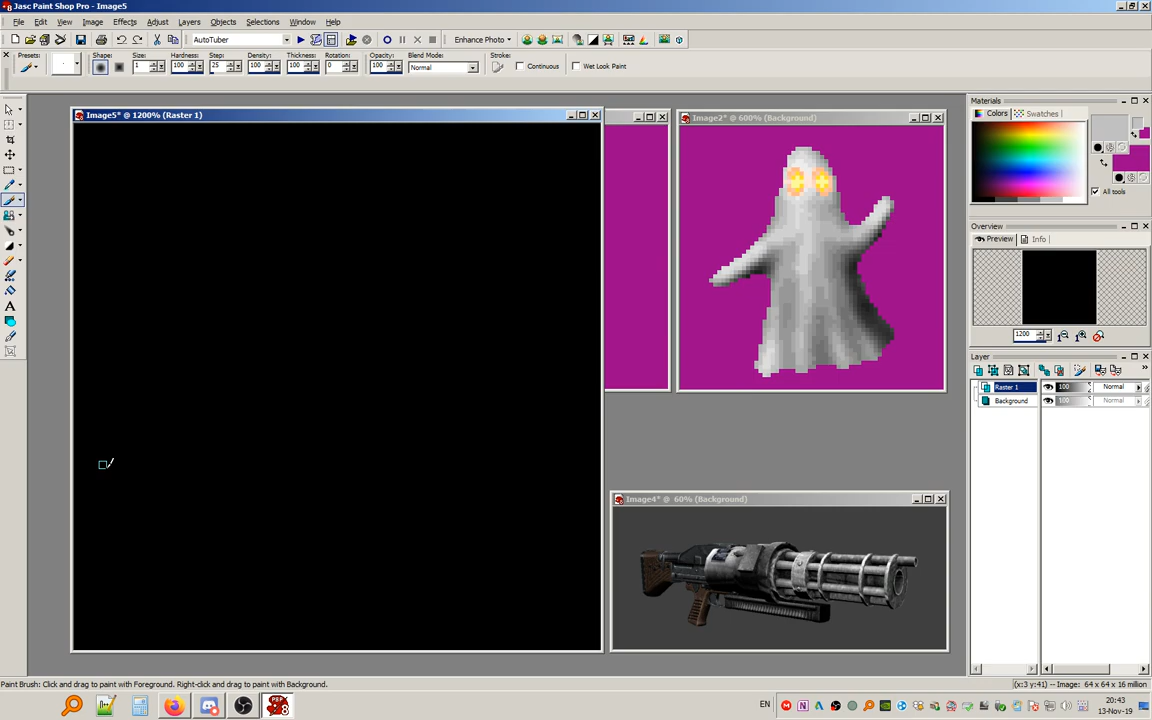 Jasc Paint Shop Pro - Image5
File Edit View Image Effects Adjust Layers Objects Selections Window Help
AutoTuber Enhance Photo
Presets: Shape: Size: Hardness: Step: Density: Thickness: Rotation: Opacity: Blend Mode: Stroke:
1 100 25 100 100 0 100 Normal Continuous Wet Look Paint
Image5* @ 1200% (Raster 1)
Image2* @ 600% (Background)
Image4* @ 60% (Background)
Materials
Colors Swatches
All tools
Overview
Preview Info
1200
Layer
Raster 1 100 Normal
Background 100 Normal
Paint Brush: Click and drag to paint with Foreground. Right-click and drag to paint with Background.
(x:3 y:41) -- Image: 64 x 64 x 16 million
EN
20:43
13-Nov-19